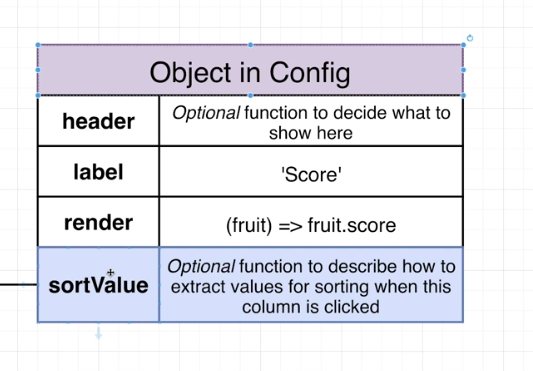 Object in Config
header
Optional function to decide what to
show here
label
'Score'
render
(fruit) => fruit.score
sortValue
Optional function to describe how to
extract values for sorting when this
column is clicked